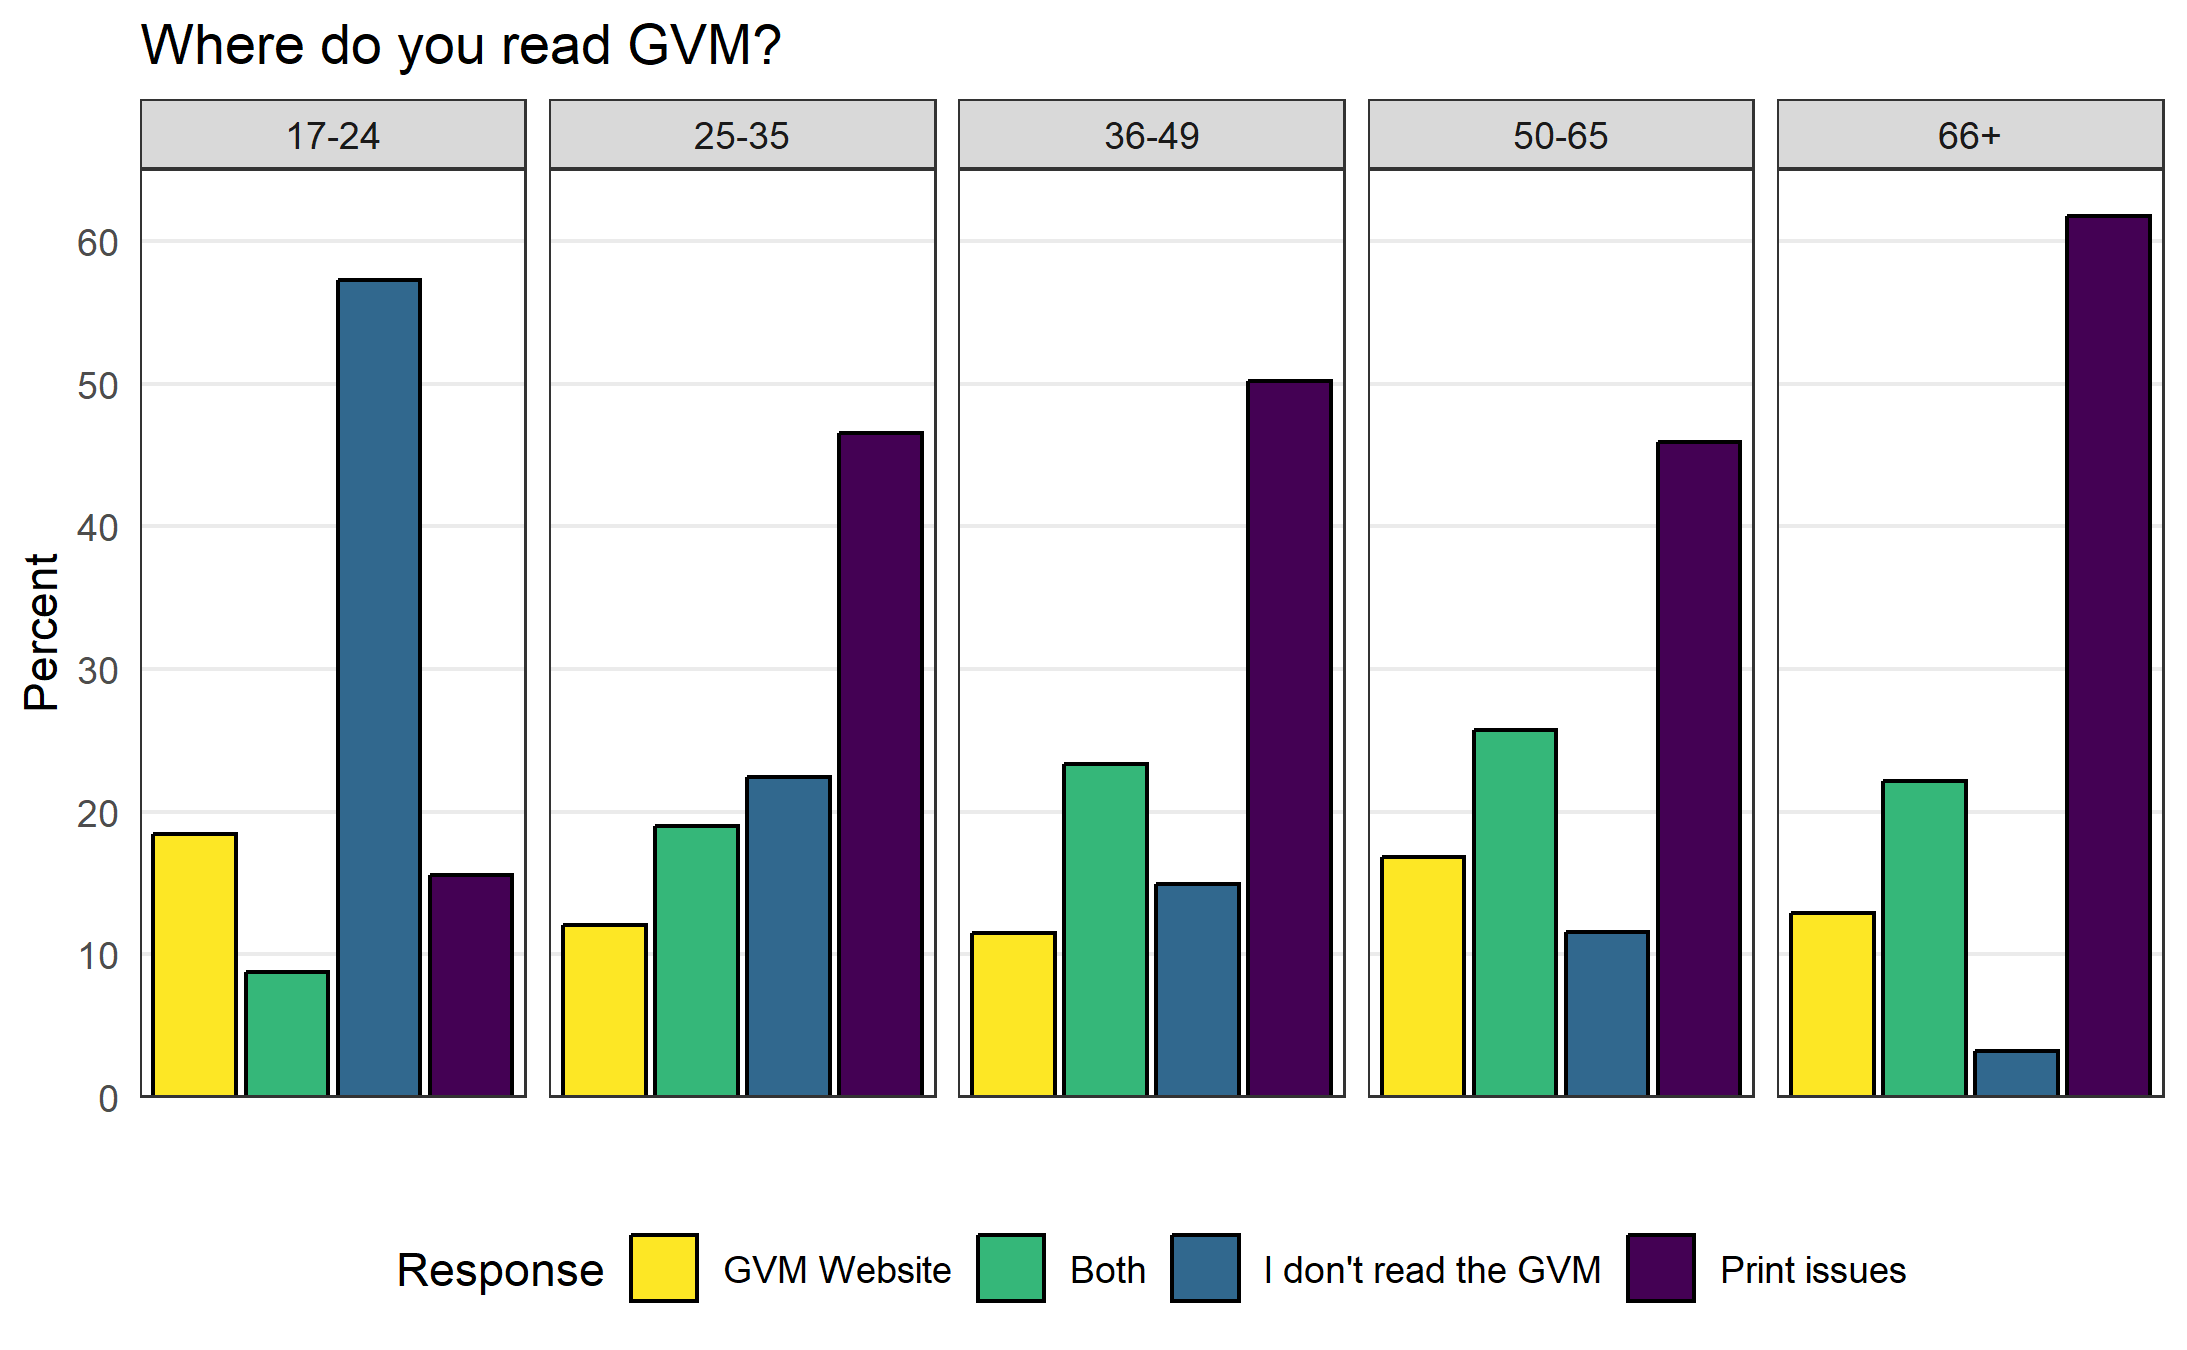 Where do you read GVM?
17-24 25-35 36-49 50-65 66+
60
50
40
30
20
10
0
Percent
Response GVM Website Both I don't read the GVM Print issues